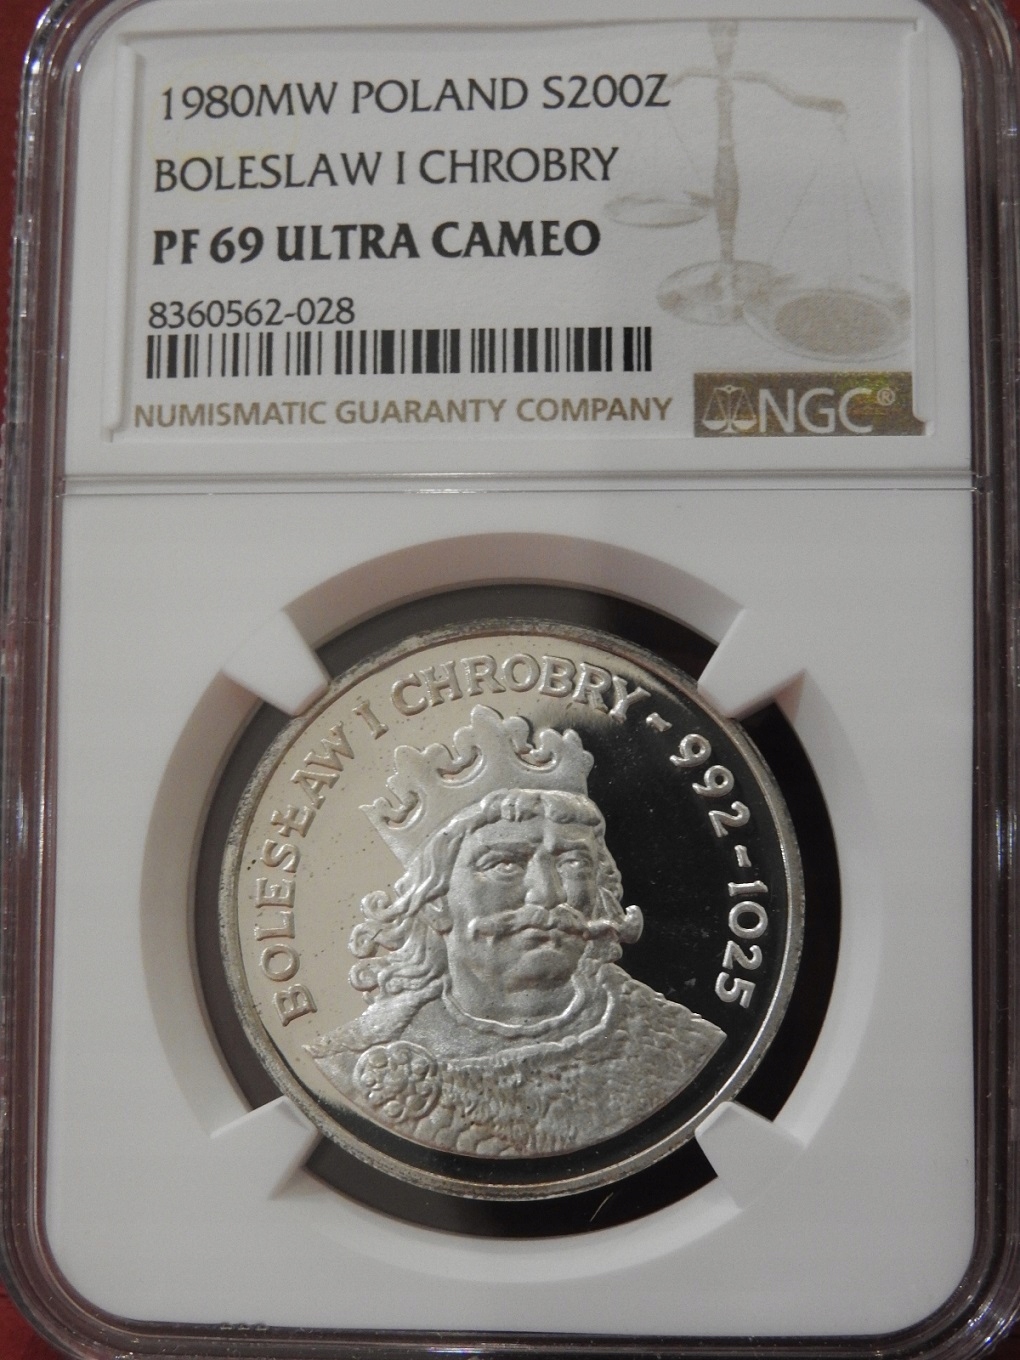 1980MW POLAND S200Z
BOLESLAW I CHROBRY
PF 69 ULTRA CAMEO
8360562-028
NUMISMATIC GUARANTY COMPANY
NGC®
BOLESŁAW I CHROBRY - 992 - 1025